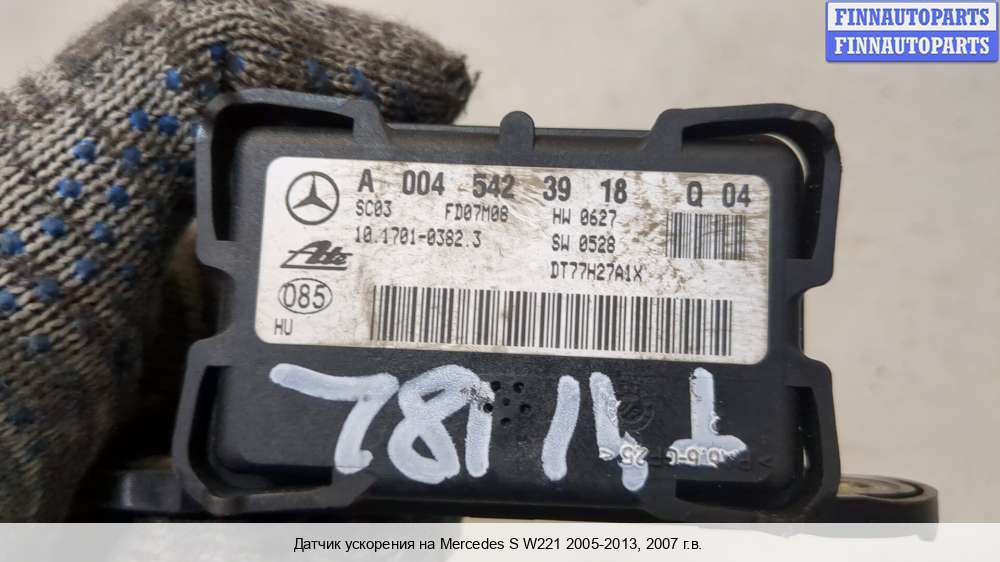 FINNAUTOPARTS
FINNAUTOPARTS
A 004 542 39 18 Q 04
SC03 FD07M08 HW 0627
10.1701-0382.3 SW 0528
Ate DT77H27A1X
085
HU
Датчик ускорения на Mercedes S W221 2005-2013, 2007 г.в.